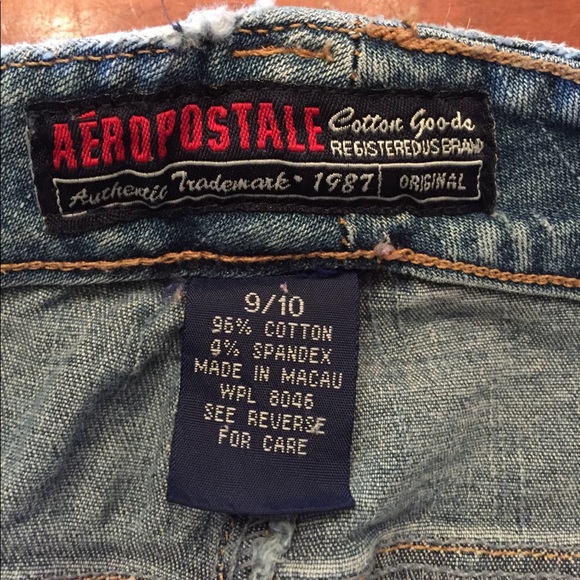 AÉROPOSTALE Cotton Goods
REGISTERED US BRAND
Authentic Trademark • 1987 ORIGINAL
9/10
96% COTTON
4% SPANDEX
MADE IN MACAU
WPL 8046
SEE REVERSE
FOR CARE